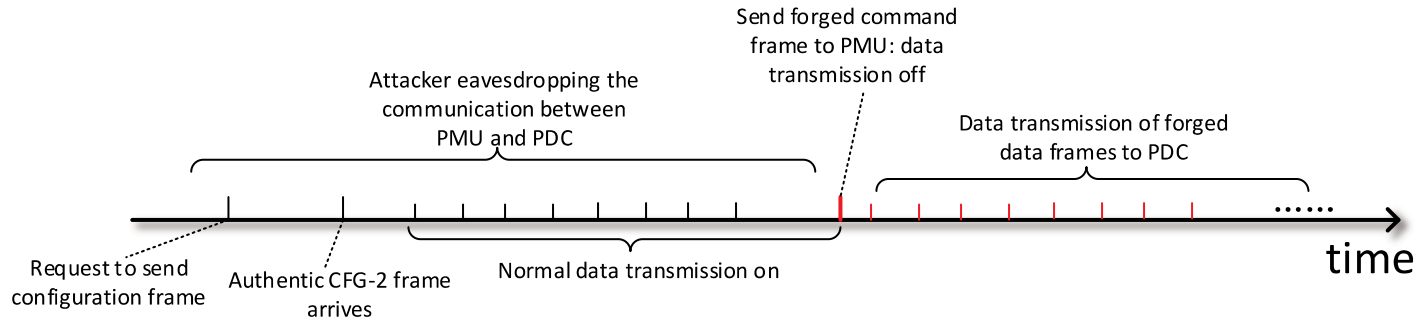 Send forged command
frame to PMU: data
transmission off
Attacker eavesdropping the
communication between
PMU and PDC
Data transmission of forged
data frames to PDC
......
time
Request to send
configuration frame
Authentic CFG-2 frame
arrives
Normal data transmission on